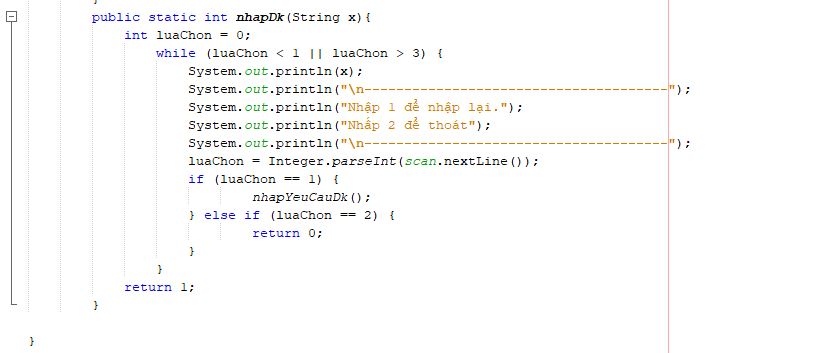 public static int nhapDk(String x){
int luaChon = 0;
while (luaChon < 1 || luaChon > 3) {
System.out.println(x);
System.out.println("\n--------------------------------------");
System.out.println("Nhập 1 để nhập lại.");
System.out.println("Nhấp 2 để thoát");
System.out.println("\n--------------------------------------");
luaChon = Integer.parseInt(scan.nextLine());
if (luaChon == 1) {
nhapYeuCauDk();
} else if (luaChon == 2) {
return 0;
}
}
return 1;
}
}